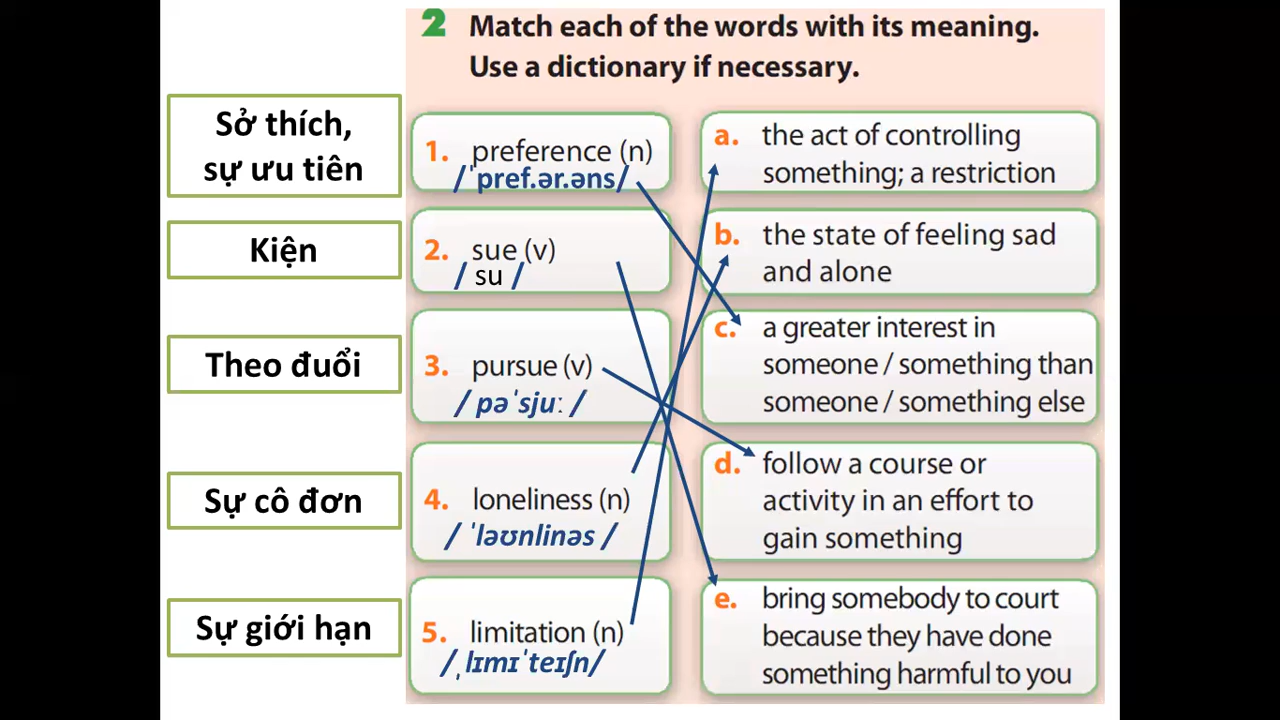 2 Match each of the words with its meaning.
Use a dictionary if necessary.
Sở thích,
sự ưu tiên
1. preference (n)
/ˈpref.ər.əns/
a. the act of controlling
something; a restriction
Kiện
2. sue (v)
/ su /
b. the state of feeling sad
and alone
Theo đuổi
3. pursue (v)
/ pəˈsjuː /
c. a greater interest in
someone / something than
someone / something else
Sự cô đơn
4. loneliness (n)
/ ˈləʊnlinəs /
d. follow a course or
activity in an effort to
gain something
Sự giới hạn
5. limitation (n)
/ˌlɪmɪˈteɪʃn/
e. bring somebody to court
because they have done
something harmful to you